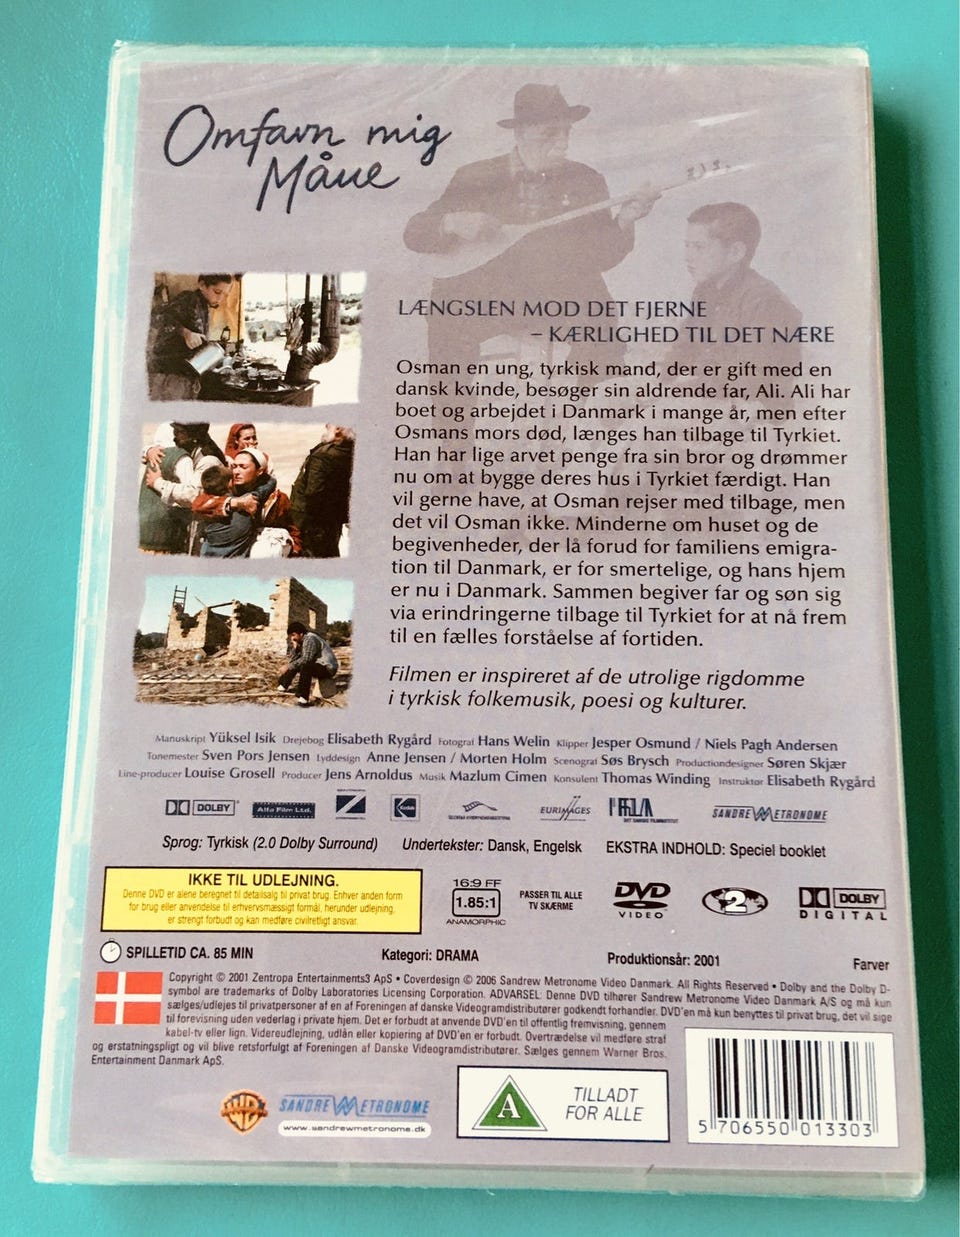 Omfavn mig
Måne
LÆNGSLEN MOD DET FJERNE
– KÆRLIGHED TIL DET NÆRE
Osman en ung, tyrkisk mand, der er gift med en
dansk kvinde, besøger sin aldrende far, Ali. Ali har
boet og arbejdet i Danmark i mange år, men efter
Osmans mors død, længes han tilbage til Tyrkiet.
Han har lige arvet penge fra sin bror og drømmer
nu om at bygge deres hus i Tyrkiet færdigt. Han
vil gerne have, at Osman rejser med tilbage, men
det vil Osman ikke. Minderne om huset og de
begivenheder, der lå forud for familiens emigra-
tion til Danmark, er for smertelige, og hans hjem
er nu i Danmark. Sammen begiver far og søn sig
via erindringerne tilbage til Tyrkiet for at nå frem
til en fælles forståelse af fortiden.
Filmen er inspireret af de utrolige rigdomme
i tyrkisk folkemusik, poesi og kulturer.
Manuskript Yüksel Isik Drejebog Elisabeth Rygård Fotograf Hans Welin Klipper Jesper Osmund / Niels Pagh Andersen
Tonemester Sven Pors Jensen Lyddesign Anne Jensen / Morten Holm Scenograf Søs Brysch Productiondesigner Søren Skjær
Line-producer Louise Grosell Producer Jens Arnoldus Musik Mazlum Cimen Konsulent Thomas Winding Instruktør Elisabeth Rygård
DOLBY Alfa Film Ltd. Kodak EURIMAGES DET DANSKE FILMINSTITUT SANDREW METRONOME
Sprog: Tyrkisk (2.0 Dolby Surround) Undertekster: Dansk, Engelsk EKSTRA INDHOLD: Speciel booklet
IKKE TIL UDLEJNING.
Denne DVD er alene beregnet til detailsalg til privat brug. Enhver anden form
for brug eller anvendelse til erhvervsmæssigt formål, herunder udlejning,
er strengt forbudt og kan medføre civilretligt ansvar.
16:9 FF
1.85:1
ANAMORPHIC
PASSER TIL ALLE
TV SKÆRME
DVD
VIDEO
2
DOLBY
DIGITAL
SPILLETID CA. 85 MIN Kategori: DRAMA Produktionsår: 2001 Farver
Copyright © 2001 Zentropa Entertainments3 ApS • Coverdesign © 2006 Sandrew Metronome Video Danmark. All Rights Reserved • Dolby and the Dolby D-
symbol are trademarks of Dolby Laboratories Licensing Corporation. ADVARSEL: Denne DVD tilhører Sandrew Metronome Video Danmark A/S og må kun
sælges/udlejes til privatpersoner af en af Foreningen af danske Videogramdistributører godkendt forhandler. DVD'en må kun benyttes til privat brug, det vil sige
til forevisning uden vederlag i private hjem. Det er forbudt at anvende DVD'en til offentlig fremvisning, gennem
kabel-tv eller lign. Videreudlejning, udlån eller kopiering af DVD'en er forbudt. Overtrædelse vil medføre straf
og erstatningspligt og vil blive retsforfulgt af Foreningen af Danske Videogramdistributører. Sælges gennem Warner Bros.
Entertainment Danmark ApS.
WB
SANDREW METRONOME
www.sandrewmetronome.dk
A
TILLADT
FOR ALLE
5 706550 013303